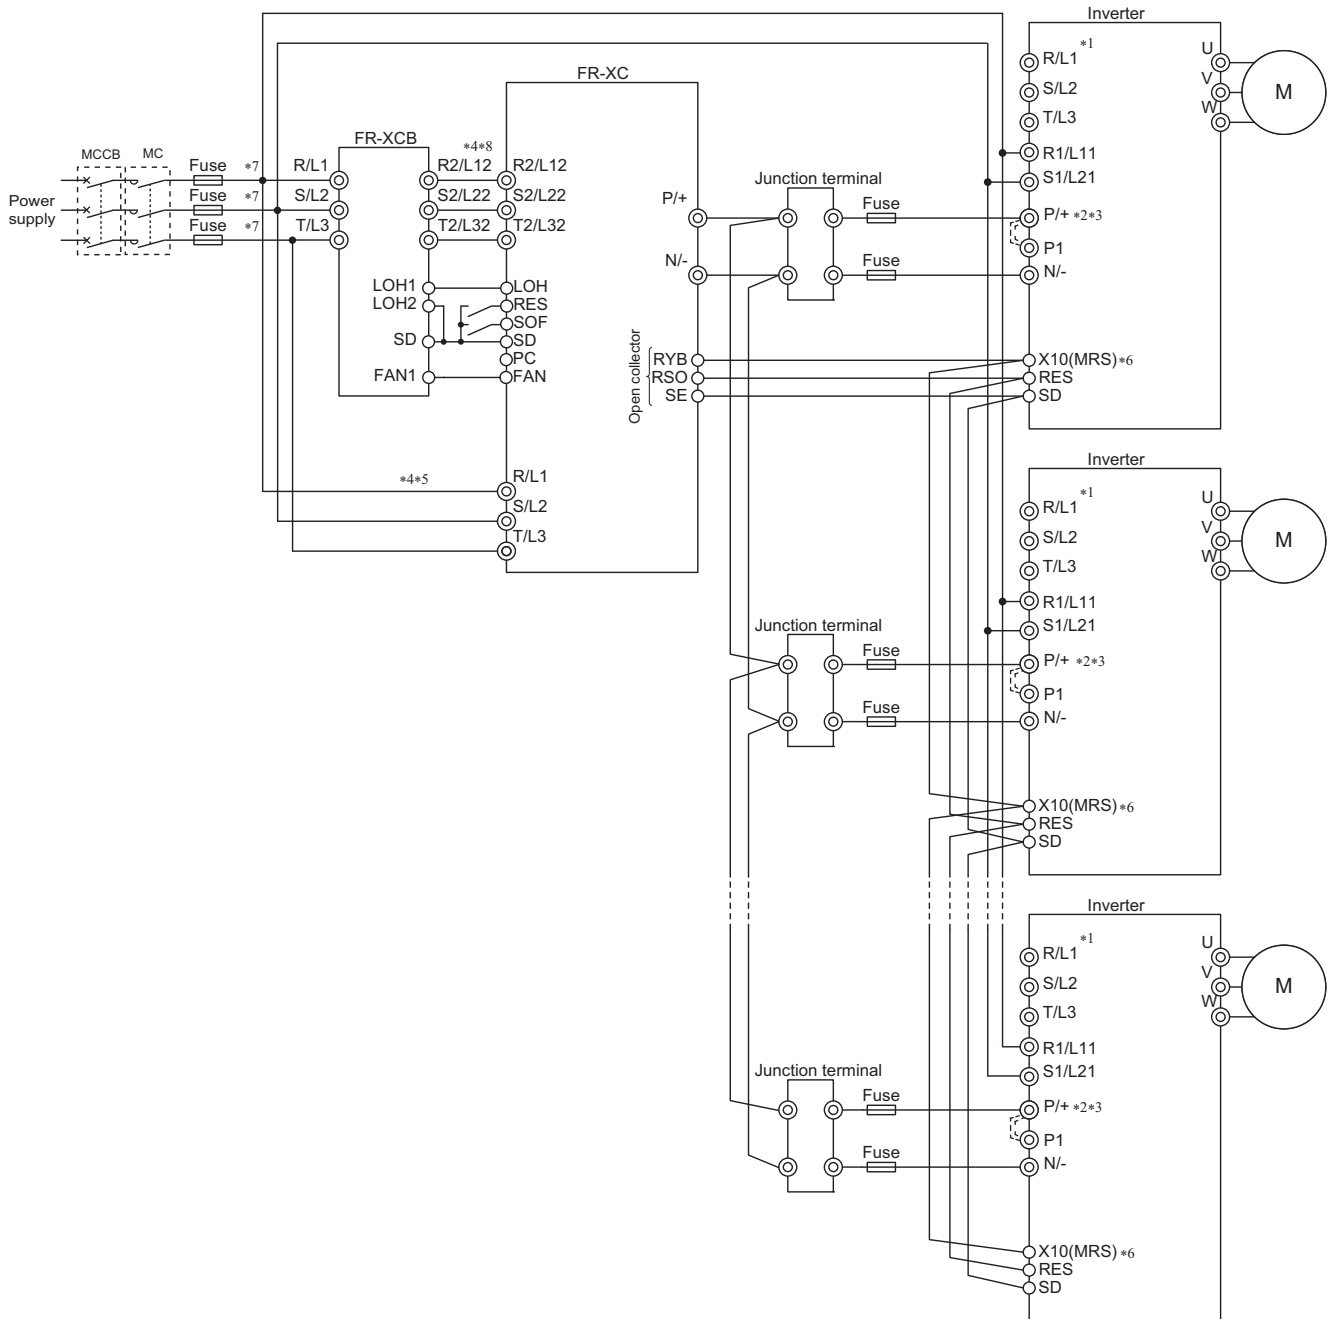 Inverter
R/L1 *1
S/L2
T/L3
R1/L11
S1/L21
P/+ *2*3
P1
N/-
X10(MRS)*6
RES
SD
U
V
W
M
FR-XC
FR-XCB
MCCB
MC
Power
supply
Fuse *7
Fuse *7
Fuse *7
R/L1
S/L2
T/L3
*4*8
R2/L12
S2/L22
T2/L32
R2/L12
S2/L22
T2/L32
LOH1
LOH2
SD
FAN1
LOH
RES
SOF
SD
PC
FAN
*4*5
R/L1
S/L2
T/L3
P/+
N/-
Open collector
RYB
RSO
SE
Junction terminal
Fuse
Fuse
Inverter
R/L1 *1
S/L2
T/L3
R1/L11
S1/L21
P/+ *2*3
P1
N/-
X10(MRS)*6
RES
SD
U
V
W
M
Junction terminal
Fuse
Fuse
Inverter
R/L1 *1
S/L2
T/L3
R1/L11
S1/L21
P/+ *2*3
P1
N/-
X10(MRS)*6
RES
SD
U
V
W
M
Junction terminal
Fuse
Fuse